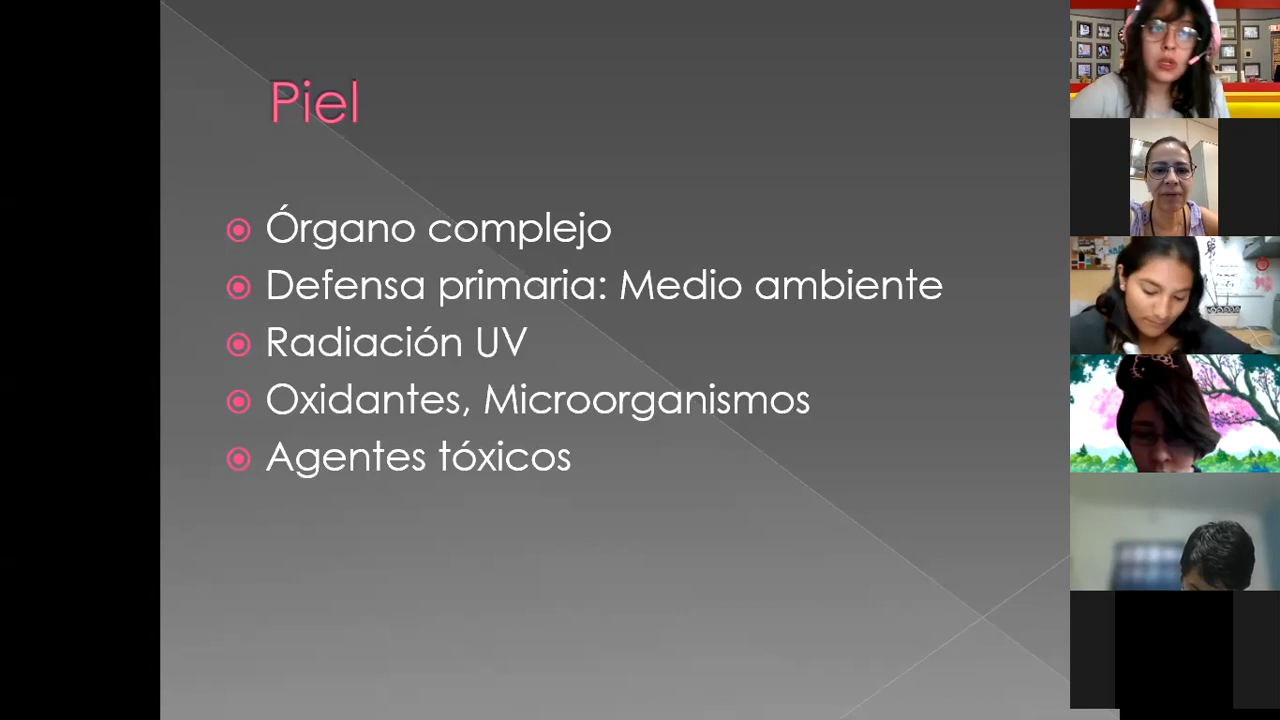 Piel
Órgano complejo
Defensa primaria: Medio ambiente
Radiación UV
Oxidantes, Microorganismos
Agentes tóxicos